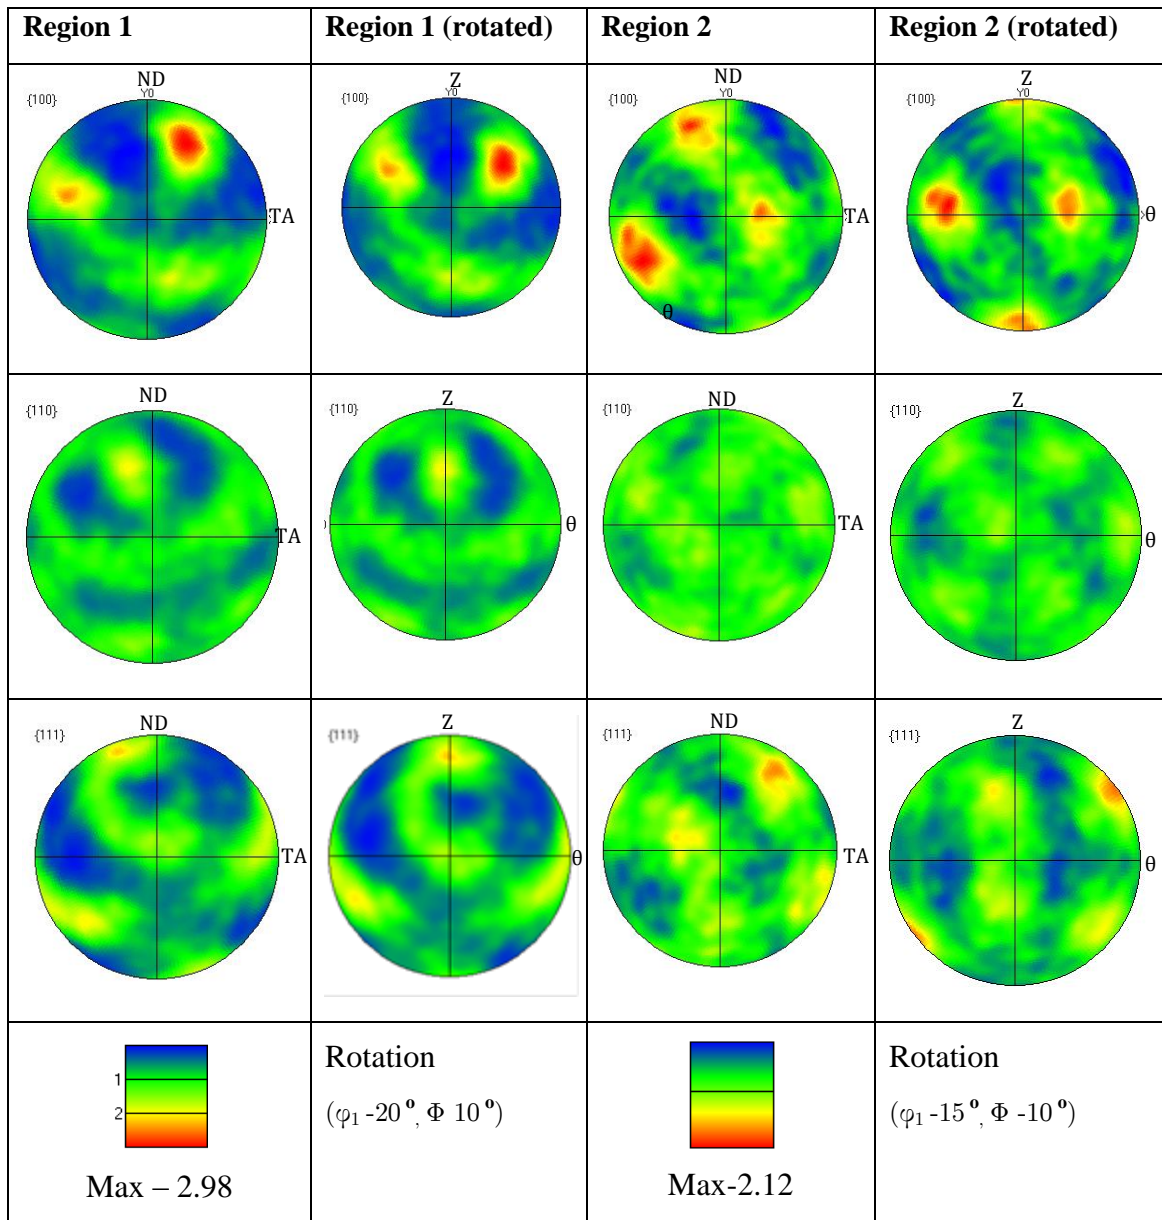 Region 1
Region 1 (rotated)
Region 2
Region 2 (rotated)
{100}
ND
Y0
TA
{100}
Z
Y0
{100}
ND
Y0
TA
θ
{100}
Z
Y0
θ
{110}
ND
TA
{110}
Z
θ
{110}
ND
TA
{110}
Z
θ
{111}
ND
TA
{111}
Z
θ
{111}
ND
TA
{111}
Z
θ
1
2
Max – 2.98
Rotation
(φ₁ -20 º, Φ 10 º)
Max-2.12
Rotation
(φ₁ -15 º, Φ -10 º)